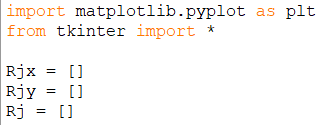 import matplotlib.pyplot as plt
from tkinter import *
Rjx = []
Rjy = []
Rj = []